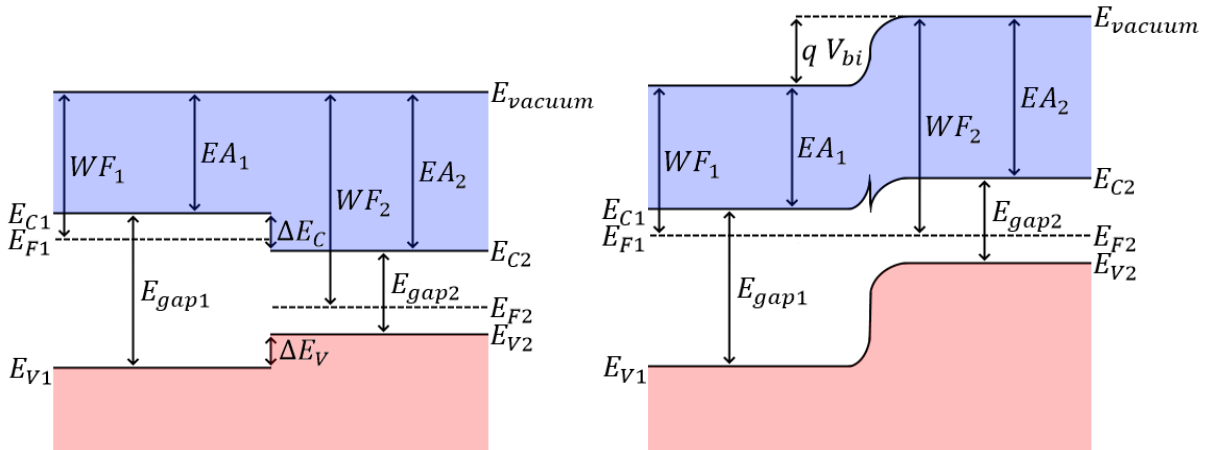 E_vacuum
WF_1
EA_1
WF_2
EA_2
E_C1
E_F1
ΔE_C
E_C2
E_gap1
E_gap2
E_F2
E_V2
ΔE_V
E_V1
E_vacuum
q V_bi
WF_1
EA_1
WF_2
EA_2
E_C1
E_F1
E_C2
E_gap2
E_F2
E_V2
E_gap1
E_V1